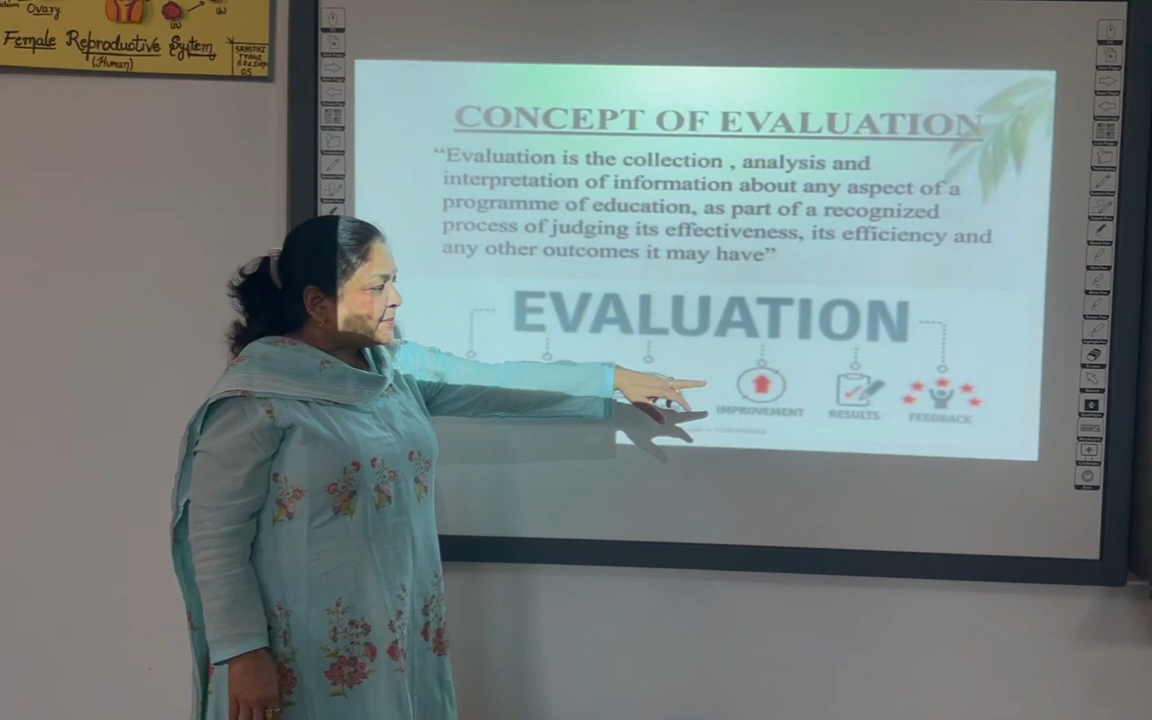 Ovary
Female Reproductive System
(Human)
CONCEPT OF EVALUATION
“Evaluation is the collection , analysis and
interpretation of information about any aspect of a
programme of education, as part of a recognized
process of judging its effectiveness, its efficiency and
any other outcomes it may have”
EVALUATION
IMPROVEMENT
RESULTS
FEEDBACK